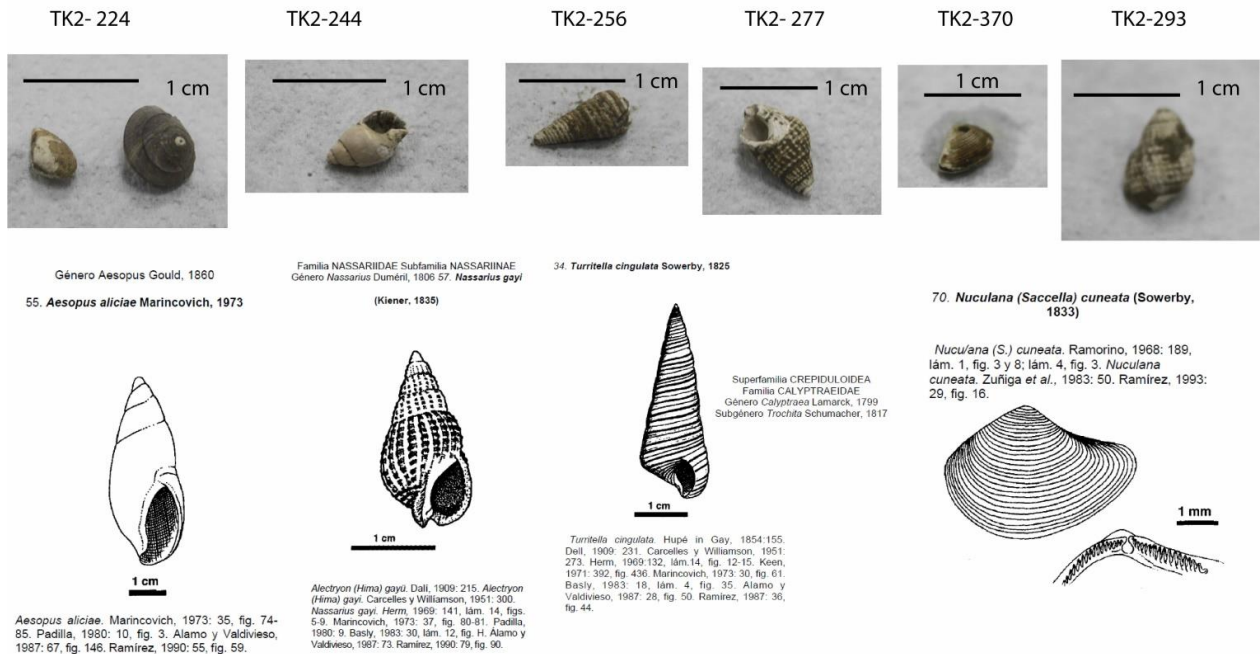 TK2- 224
TK2-244
TK2-256
TK2- 277
TK2-370
TK2-293
1 cm
1 cm
1 cm
1 cm
1 cm
1 cm
Género Aesopus Gould, 1860
55. Aesopus aliciae Marincovich, 1973
1 cm
Aesopus aliciae. Marincovich, 1973: 35, fig. 74-
85. Padilla, 1980: 10, fig. 3. Alamo y Valdivieso,
1987: 67, fig. 146. Ramírez, 1990: 55, fig. 59.
Familia NASSARIIDAE Subfamilia NASSARIINAE
Género Nassarius Duméril, 1806 57. Nassarius gayi
(Kiener, 1835)
1 cm
Alectryon (Hima) gayú. Dali, 1909: 215. Alectryon
(Hima) gayi. Carcelles y Williamson, 1951: 300.
Nassarius gayi. Herm, 1969: 141, lám. 14, figs.
5-9. Marincovich, 1973: 37, fig. 80-81. Padilla,
1980: 9. Basly, 1983: 30, lám. 12, fig. H. Álamo y
Valdivieso, 1987: 73. Ramírez, 1990: 79, fig. 90.
34. Turritella cingulata Sowerby, 1825
1 cm
Turritella cingulata. Hupé in Gay, 1854:155.
Dell, 1909: 231. Carcelles y Williamson, 1951:
273. Herm, 1969:132, lám.14, fig. 12-15. Keen,
1971: 392, fig. 436. Marincovich, 1973: 30, fig. 61.
Basly, 1983: 18, lám. 4, fig. 35. Alamo y
Valdivieso, 1987: 28, fig. 50. Ramírez, 1987: 36,
fig. 44.
Superfamilia CREPIDULOIDEA
Familia CALYPTRAEIDAE
Género Calyptraea Lamarck, 1799
Subgénero Trochita Schumacher, 1817
70. Nuculana (Saccella) cuneata (Sowerby,
1833)
Nucu/ana (S.) cuneata. Ramorino, 1968: 189,
lám. 1, fig. 3 y 8; lám. 4, fig. 3. Nuculana
cuneata. Zuñiga et al., 1983: 50. Ramírez, 1993:
29, fig. 16.
1 mm